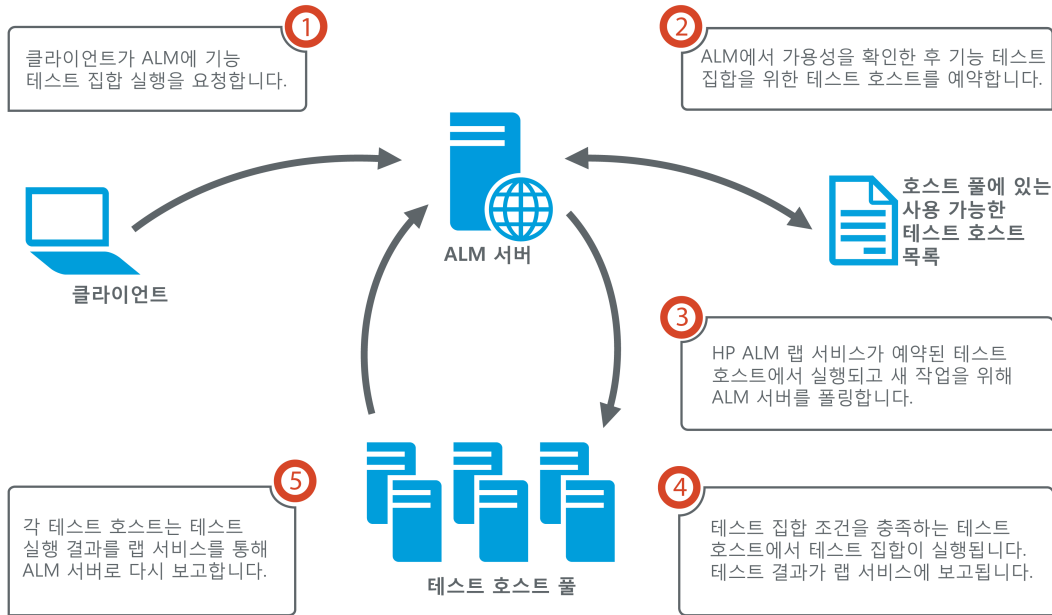 1
클라이언트가 ALM에 기능
테스트 집합 실행을 요청합니다.
2
ALM에서 가용성을 확인한 후 기능 테스트
집합을 위한 테스트 호스트를 예약합니다.
클라이언트
ALM 서버
호스트 풀에 있는
사용 가능한
테스트 호스트
목록
3
HP ALM 랩 서비스가 예약된 테스트
호스트에서 실행되고 새 작업을 위해
ALM 서버를 폴링합니다.
4
테스트 집합 조건을 충족하는 테스트
호스트에서 테스트 집합이 실행됩니다.
테스트 결과가 랩 서비스에 보고됩니다.
5
각 테스트 호스트는 테스트
실행 결과를 랩 서비스를 통해
ALM 서버로 다시 보고합니다.
테스트 호스트 풀